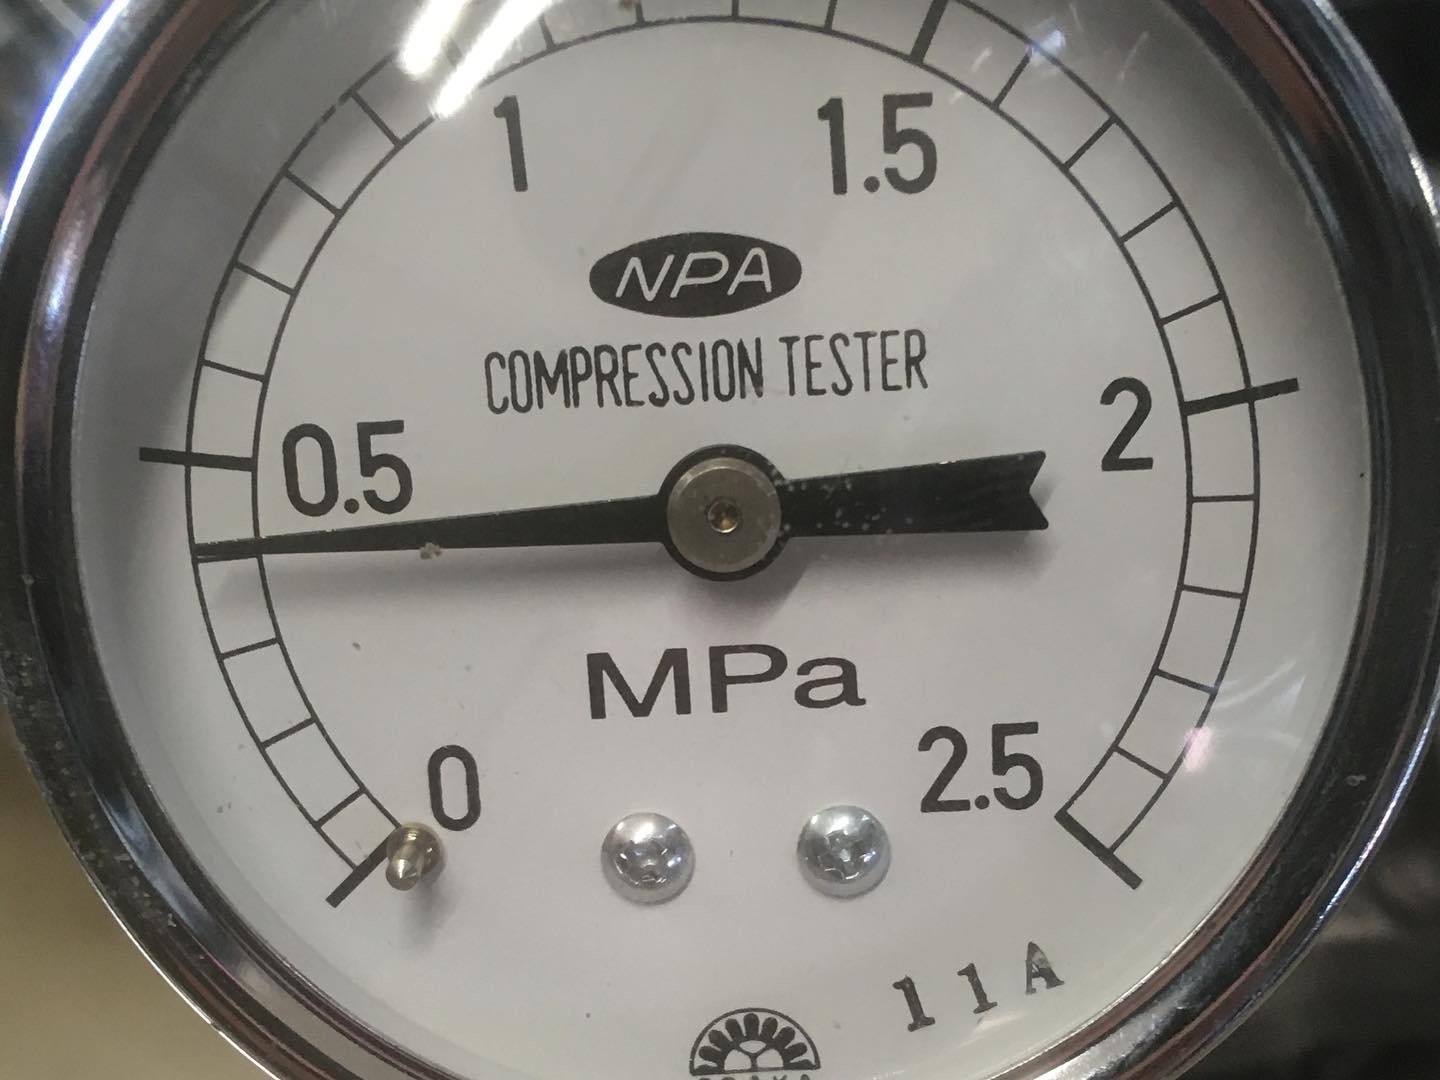 1 1.5
NPA
COMPRESSION TESTER
0.5 2
MPa
0 2.5
11A